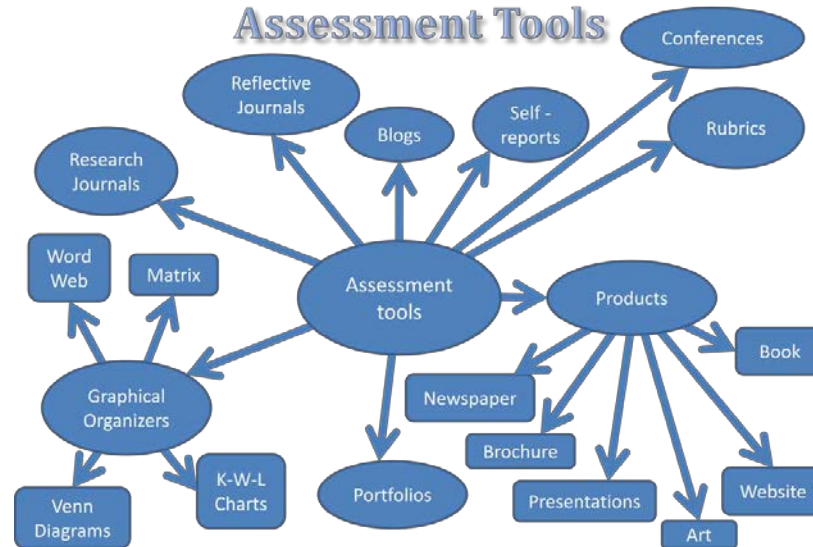 Assessment Tools
Conferences
Reflective
Journals
Blogs
Self -
reports
Rubrics
Research
Journals
Word
Web
Matrix
Assessment
tools
Products
Book
Newspaper
Graphical
Organizers
Brochure
K-W-L
Charts
Portfolios
Presentations
Website
Venn
Diagrams
Art